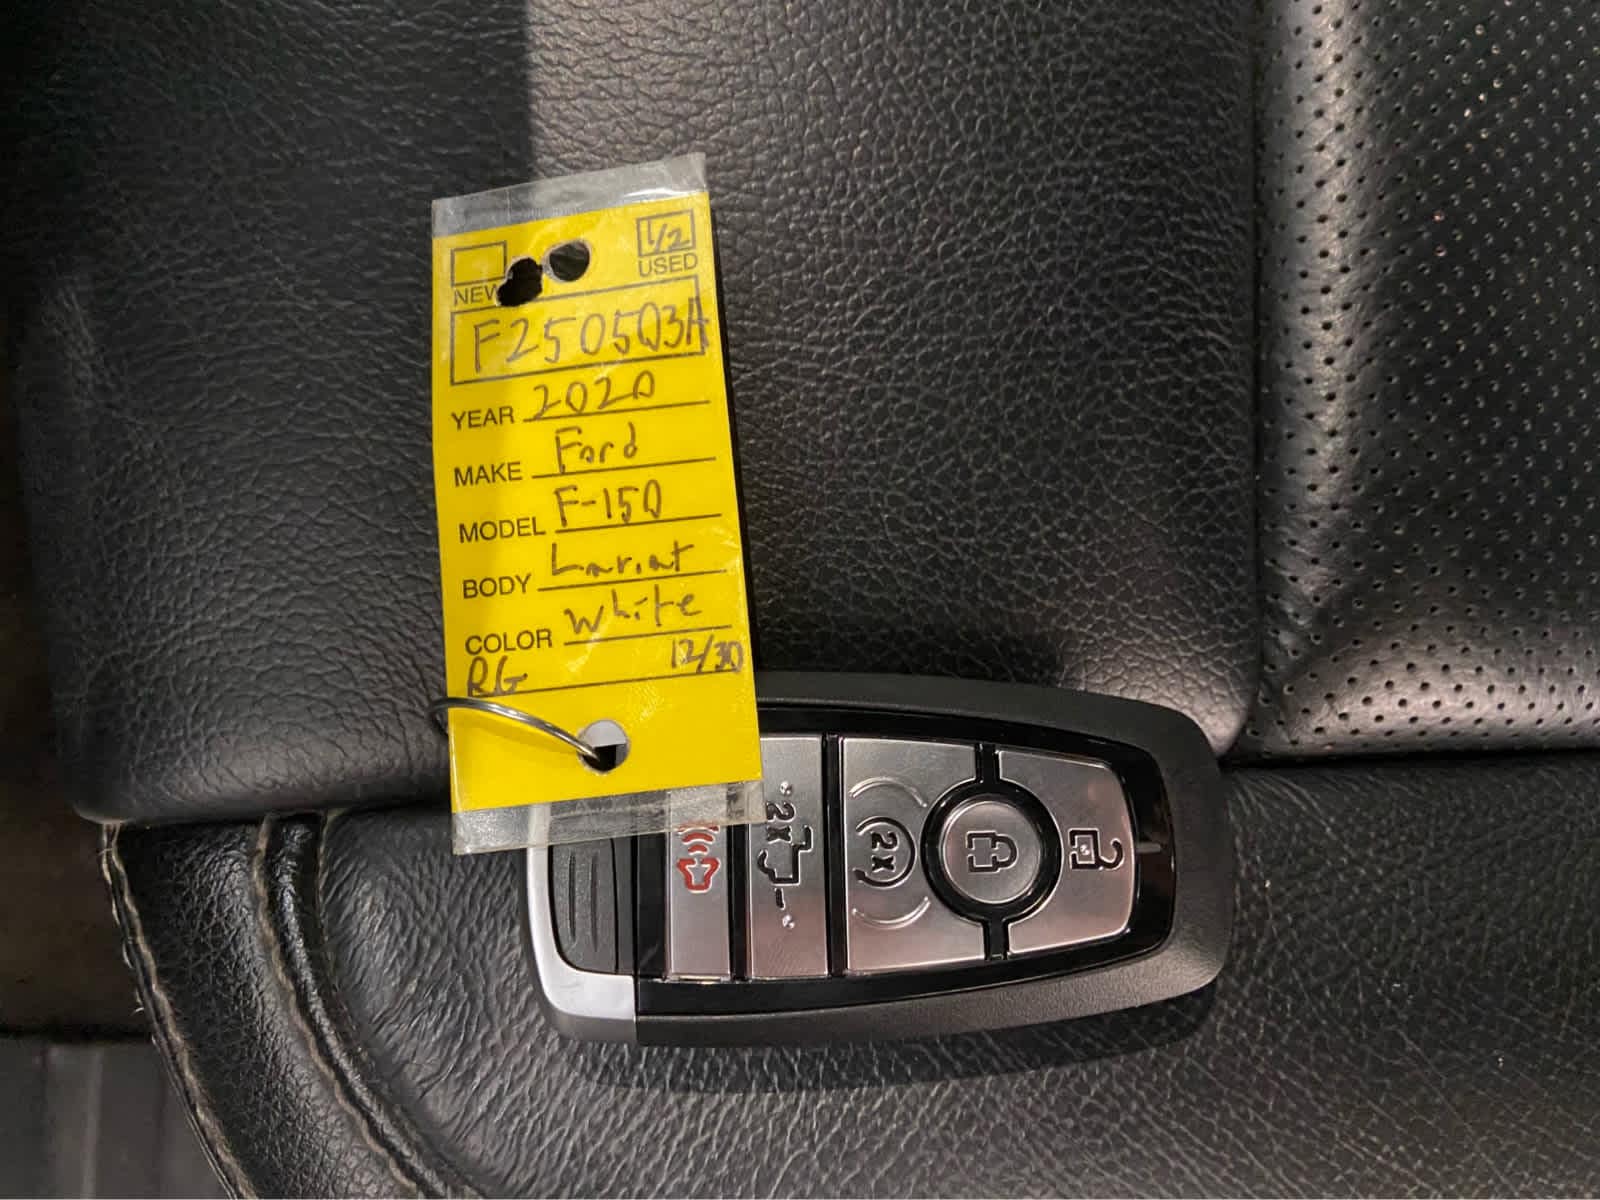 1/2
NEW USED
F250503A
YEAR 2020
MAKE Ford
MODEL F-150
BODY Lariat
COLOR White
RG 12/30
2x
2x